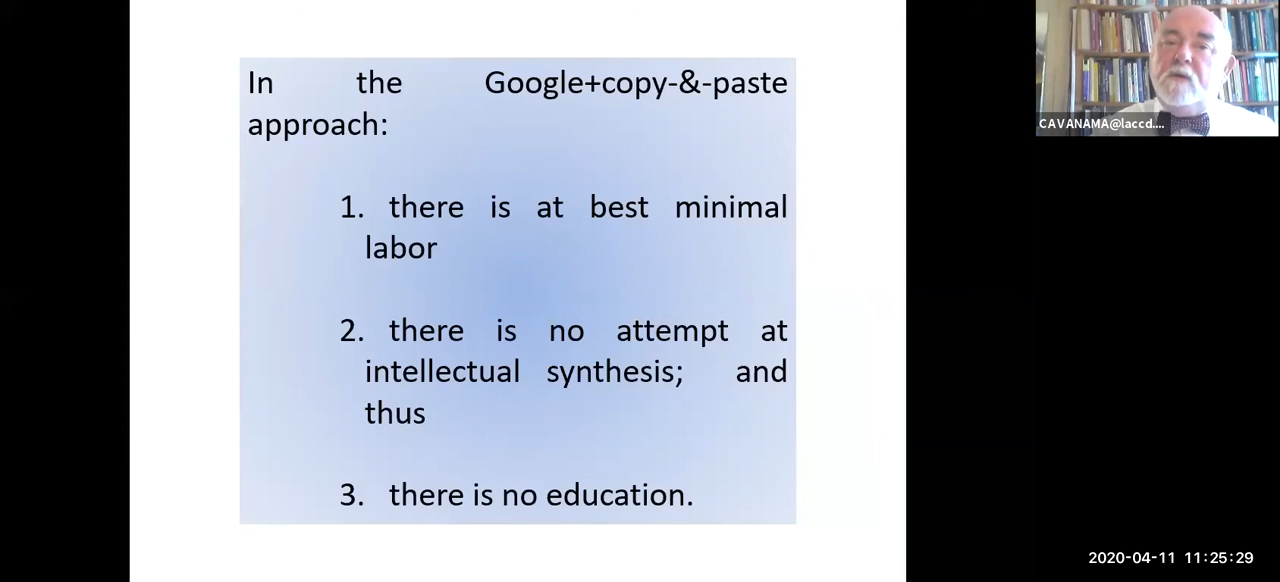 In the Google+copy-&-paste
approach:
1. there is at best minimal
labor
2. there is no attempt at
intellectual synthesis; and
thus
3. there is no education.
CAVANAMA@laccd....
2020-04-11 11:25:29